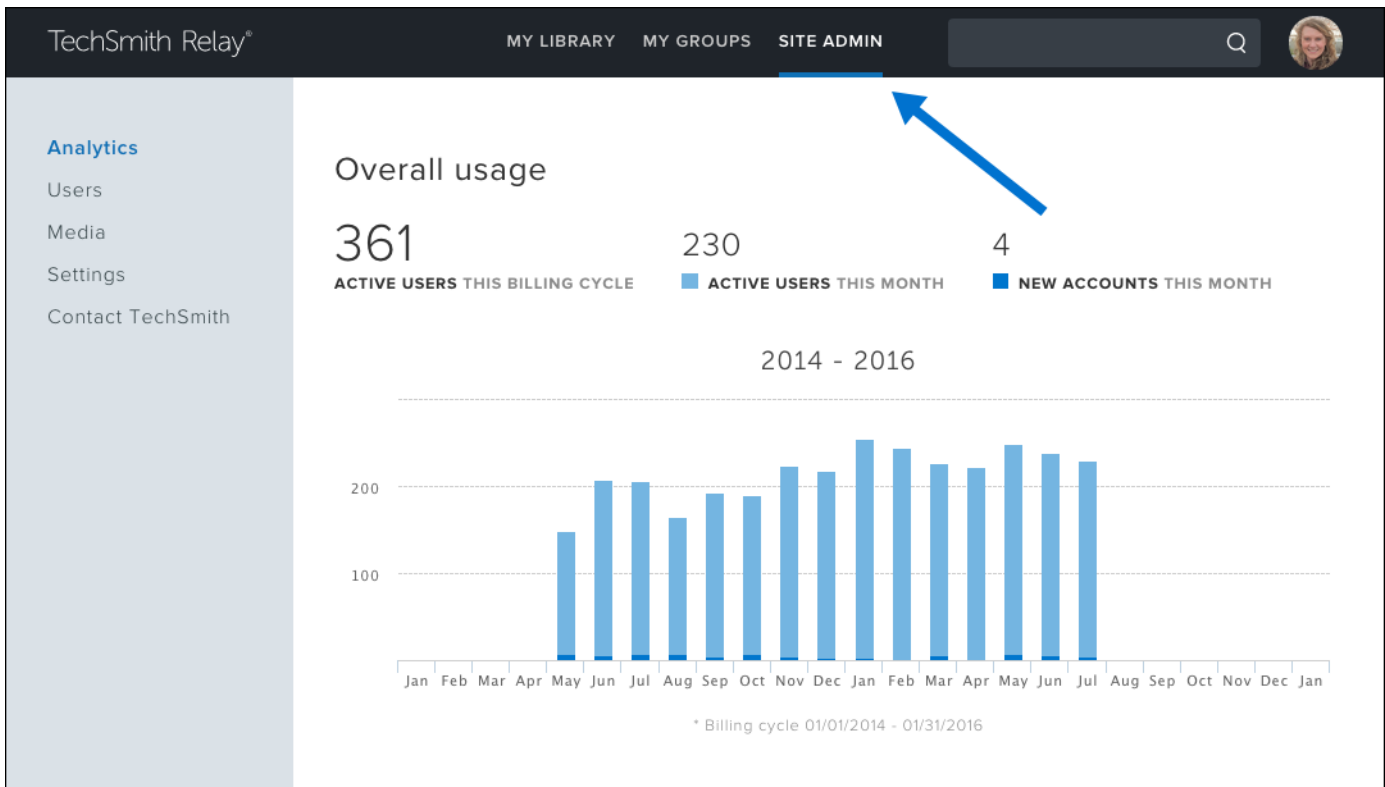 TechSmith Relay®
MY LIBRARY MY GROUPS SITE ADMIN
Analytics
Users
Media
Settings
Contact TechSmith
Overall usage
361
ACTIVE USERS THIS BILLING CYCLE
230
ACTIVE USERS THIS MONTH
4
NEW ACCOUNTS THIS MONTH
2014 - 2016
200
100
Jan Feb Mar Apr May Jun Jul Aug Sep Oct Nov Dec Jan Feb Mar Apr May Jun Jul Aug Sep Oct Nov Dec Jan
* Billing cycle 01/01/2014 - 01/31/2016